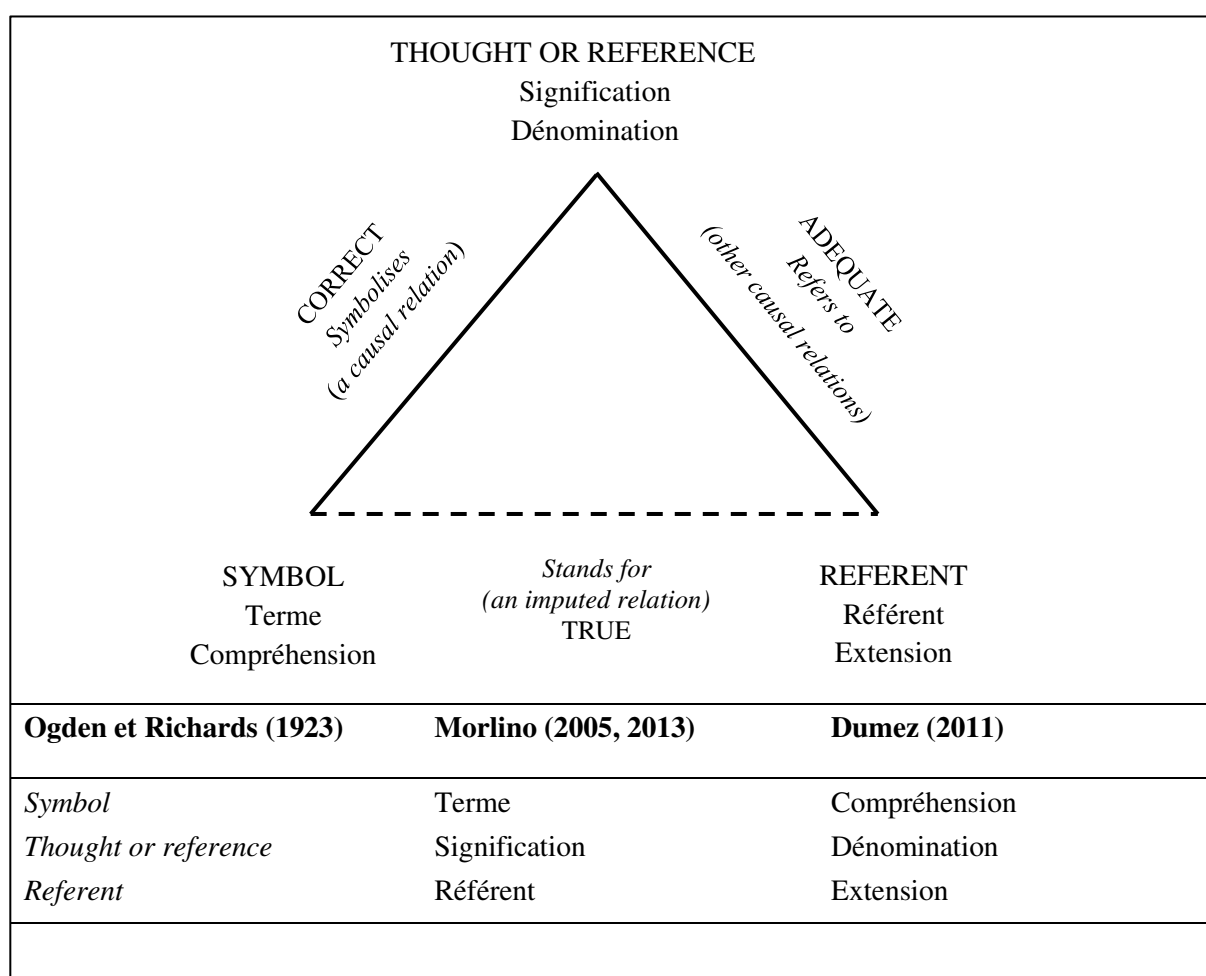 THOUGHT OR REFERENCE
Signification
Dénomination
CORRECT
Symbolises
(a causal relation)
ADEQUATE
Refers to
(other causal relations)
SYMBOL
Terme
Compréhension
Stands for
(an imputed relation)
TRUE
REFERENT
Référent
Extension
Ogden et Richards (1923) Morlino (2005, 2013) Dumez (2011)
Symbol Terme Compréhension
Thought or reference Signification Dénomination
Referent Référent Extension